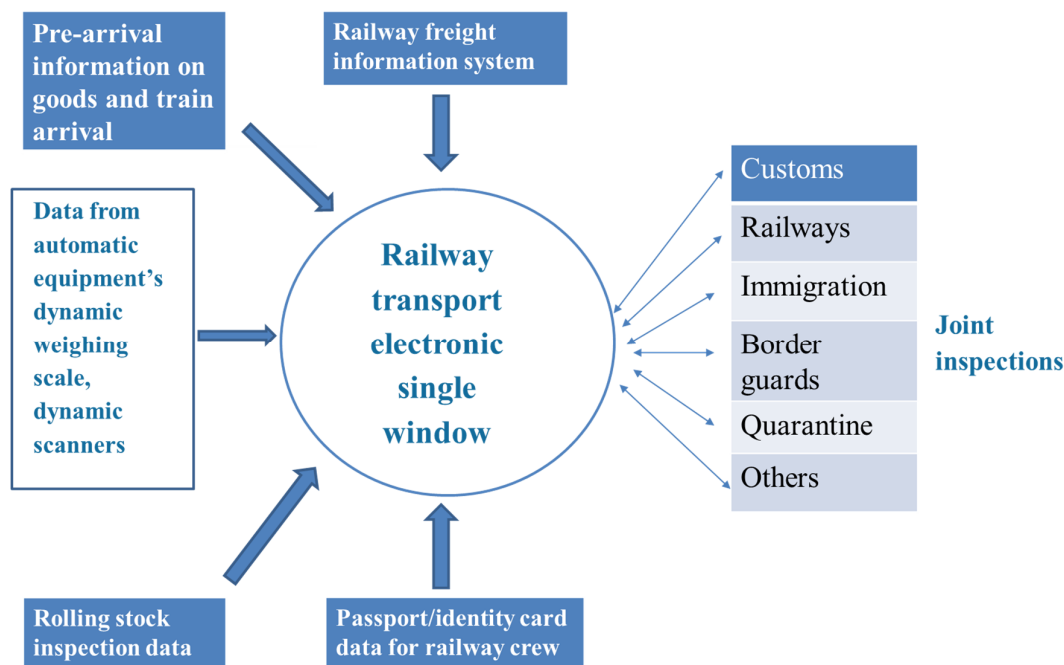 Pre-arrival
information on
goods and train
arrival
Railway freight
information system
Data from
automatic
equipment's
dynamic
weighing
scale,
dynamic
scanners
Railway
transport
electronic
single
window
Customs
Railways
Immigration
Border
guards
Quarantine
Others
Joint
inspections
Rolling stock
inspection data
Passport/identity card
data for railway crew